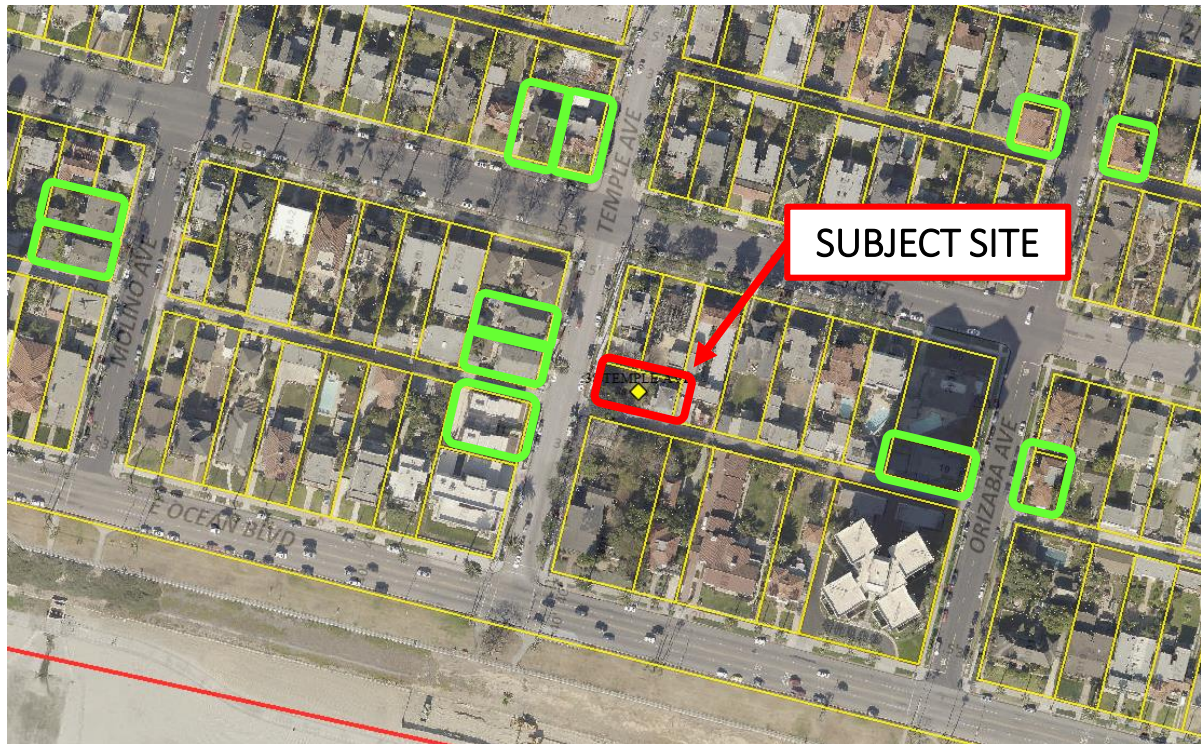 TEMPLE AVE
SUBJECT SITE
MOLINO AVE
TEMPLE AVE
ORIZABA AVE
E OCEAN BLVD